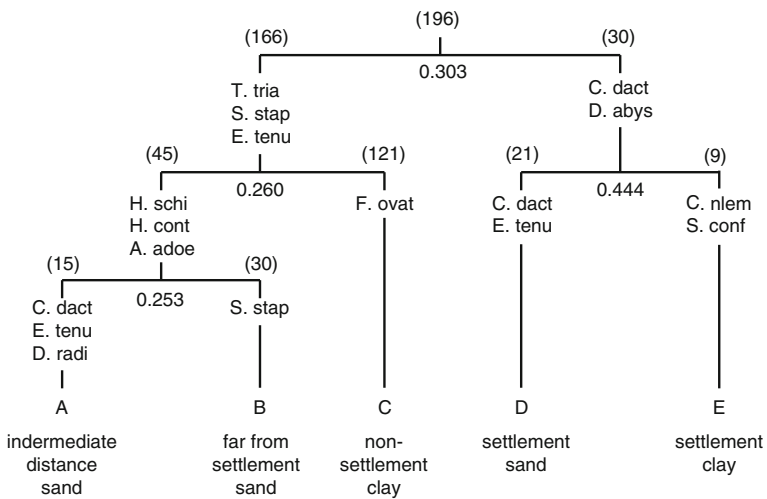 (196)
(166) (30)
0.303
T. tria
S. stap
E. tenu
C. dact
D. abys
(45) (121) (21) (9)
0.260 0.444
H. schi
H. cont
A. adoe
F. ovat
C. dact
E. tenu
C. nlem
S. conf
(15) (30)
0.253
C. dact
E. tenu
D. radi
S. stap
A B C D E
indermediate
distance
sand
far from
settlement
sand
non-
settlement
clay
settlement
sand
settlement
clay